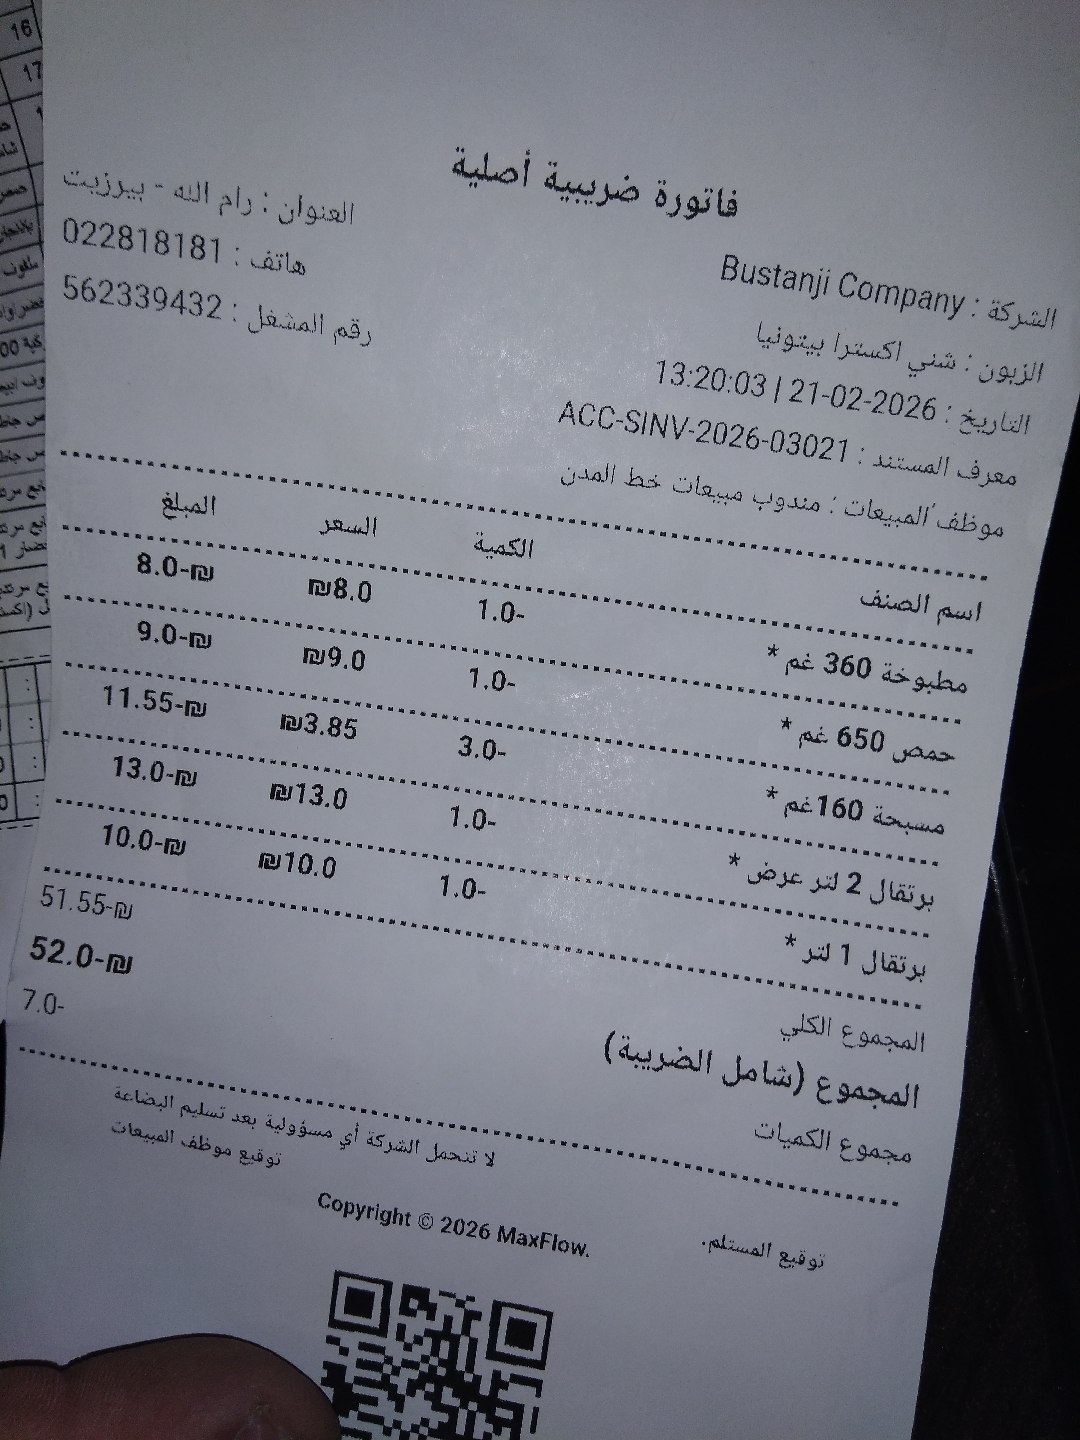 فاتورة ضريبية أصلية
العنوان : رام الله - بيرزيت
هاتف : 022818181
رقم المشغل : 562339432
الشركة : Bustanji Company
الزبون : شني اكسترا بيتونيا
التاريخ : 21-02-2026 | 13:20:03
معرف المستند : ACC-SINV-2026-03021
موظف المبيعات : مندوب مبيعات خط المدن
اسم الصنف الكمية السعر المبلغ
مطبوخة 360 غم * 1.0- ₪8.0 8.0-₪
حمص 650 غم * 1.0- ₪9.0 9.0-₪
مسبحة 160غم * 3.0- ₪3.85 11.55-₪
برتقال 2 لتر عرض * 1.0- ₪13.0 13.0-₪
برتقال 1 لتر * 1.0- ₪10.0 10.0-₪
المجموع الكلي 51.55-₪
المجموع (شامل الضريبة) 52.0-₪
مجموع الكميات 7.0-
لا تتحمل الشركة أي مسؤولية بعد تسليم البضاعة
توقيع موظف المبيعات
توقيع المستلم.
Copyright © 2026 MaxFlow.
16
17